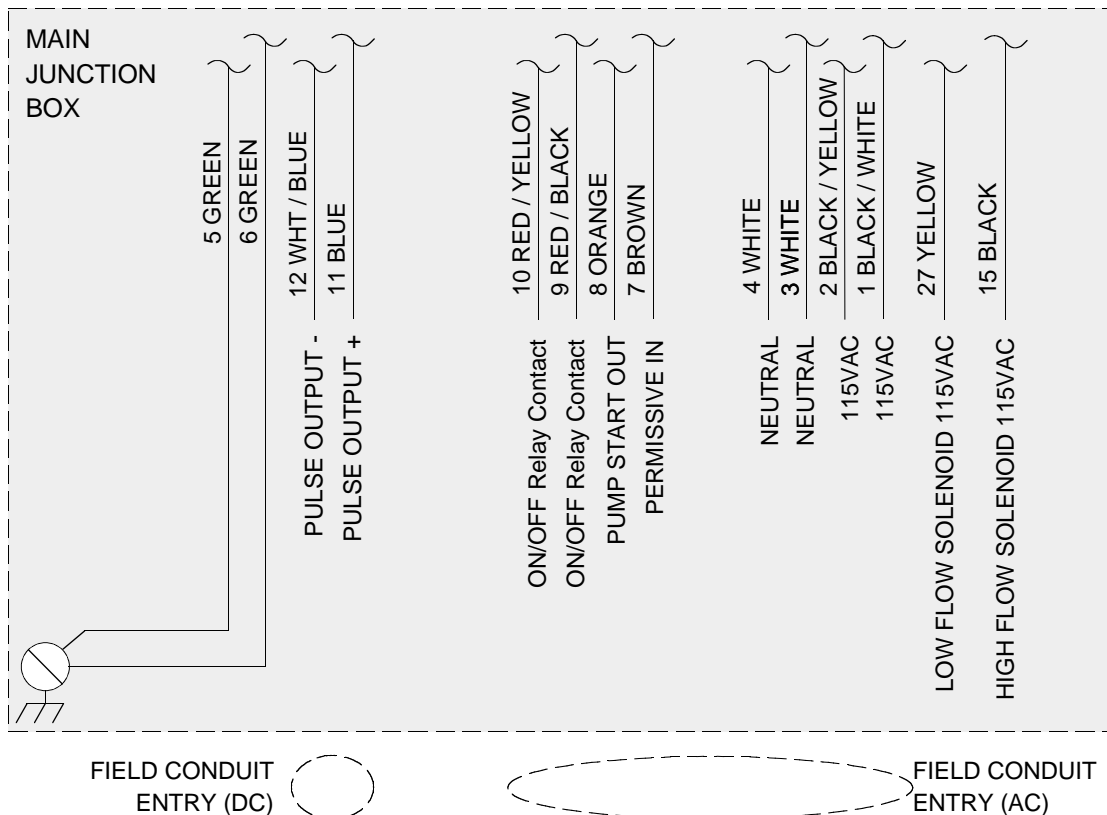 MAIN
JUNCTION
BOX
5 GREEN
6 GREEN
12 WHT / BLUE
11 BLUE
10 RED / YELLOW
9 RED / BLACK
8 ORANGE
7 BROWN
4 WHITE
3 WHITE
2 BLACK / YELLOW
1 BLACK / WHITE
27 YELLOW
15 BLACK
PULSE OUTPUT -
PULSE OUTPUT +
ON/OFF Relay Contact
ON/OFF Relay Contact
PUMP START OUT
PERMISSIVE IN
NEUTRAL
NEUTRAL
115VAC
115VAC
LOW FLOW SOLENOID 115VAC
HIGH FLOW SOLENOID 115VAC
FIELD CONDUIT
ENTRY (DC)
FIELD CONDUIT
ENTRY (AC)